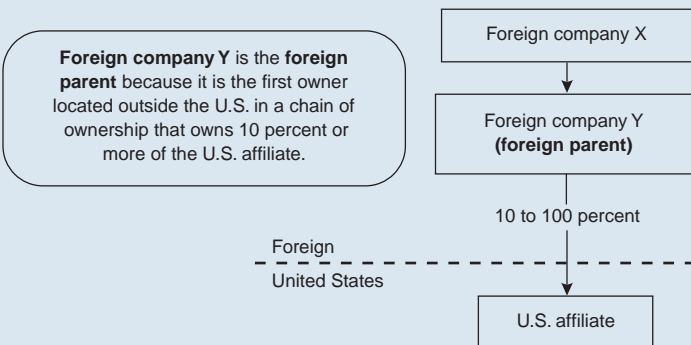 Foreign company Y is the foreign
parent because it is the first owner
located outside the U.S. in a chain of
ownership that owns 10 percent or
more of the U.S. affiliate.
Foreign company X
Foreign company Y
(foreign parent)
10 to 100 percent
Foreign
United States
U.S. affiliate